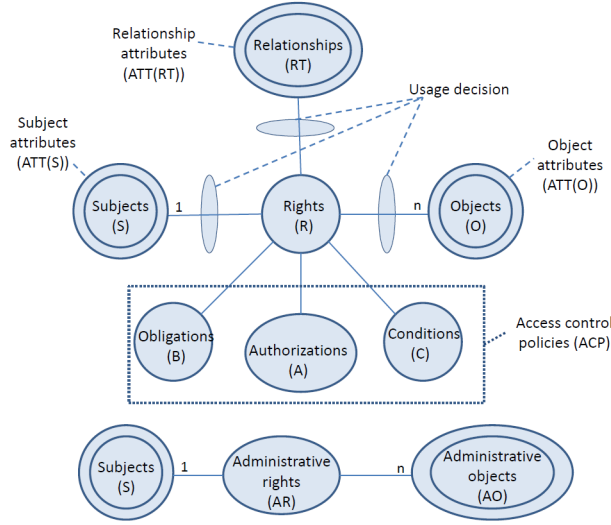 Relationship
attributes
(ATT(RT))
Relationships
(RT)
Usage decision
Subject
attributes
(ATT(S))
Object
attributes
(ATT(O))
Subjects
(S)
1
Rights
(R)
n
Objects
(O)
Obligations
(B)
Authorizations
(A)
Conditions
(C)
Access control
policies (ACP)
Subjects
(S)
1
Administrative
rights
(AR)
n
Administrative
objects
(AO)